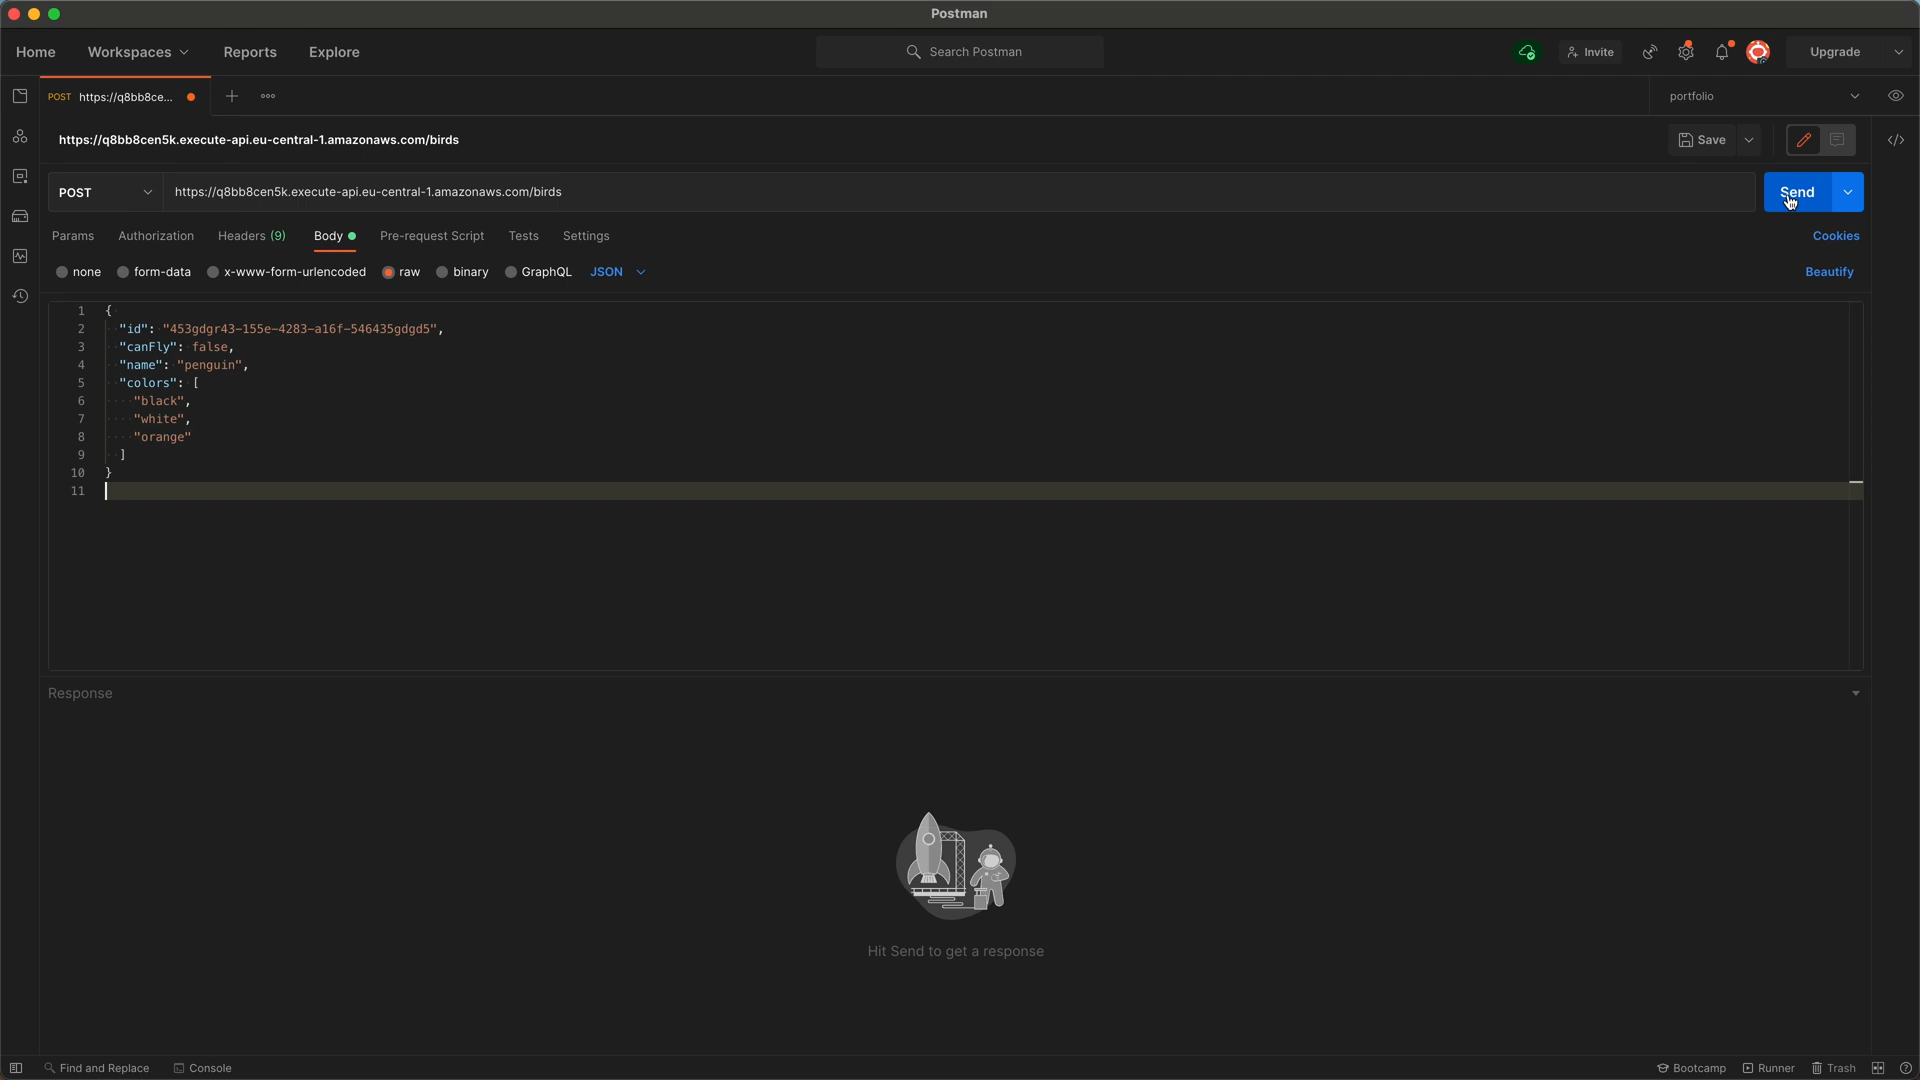 Postman
Home Workspaces Reports Explore Search Postman Invite Upgrade
POST https://q8bb8ce... portfolio
https://q8bb8cen5k.execute-api.eu-central-1.amazonaws.com/birds Save
POST https://q8bb8cen5k.execute-api.eu-central-1.amazonaws.com/birds Send
Params Authorization Headers (9) Body Pre-request Script Tests Settings Cookies
none form-data x-www-form-urlencoded raw binary GraphQL JSON Beautify
1 {
2 "id": "453gdgr43-155e-4283-a16f-546435gdgd5",
3 "canFly": false,
4 "name": "penguin",
5 "colors": [
6 "black",
7 "white",
8 "orange"
9 ]
10 }
11
Response
Hit Send to get a response
Find and Replace Console Bootcamp Runner Trash